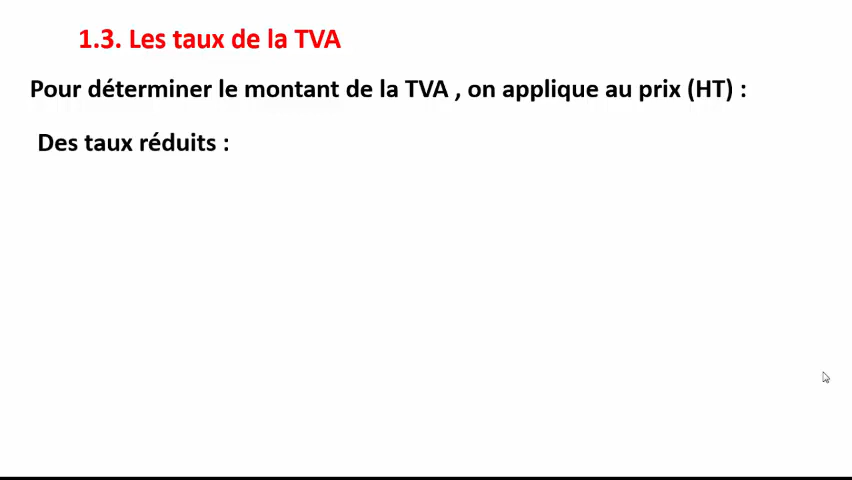 1.3. Les taux de la TVA
Pour déterminer le montant de la TVA , on applique au prix (HT) :
Des taux réduits :